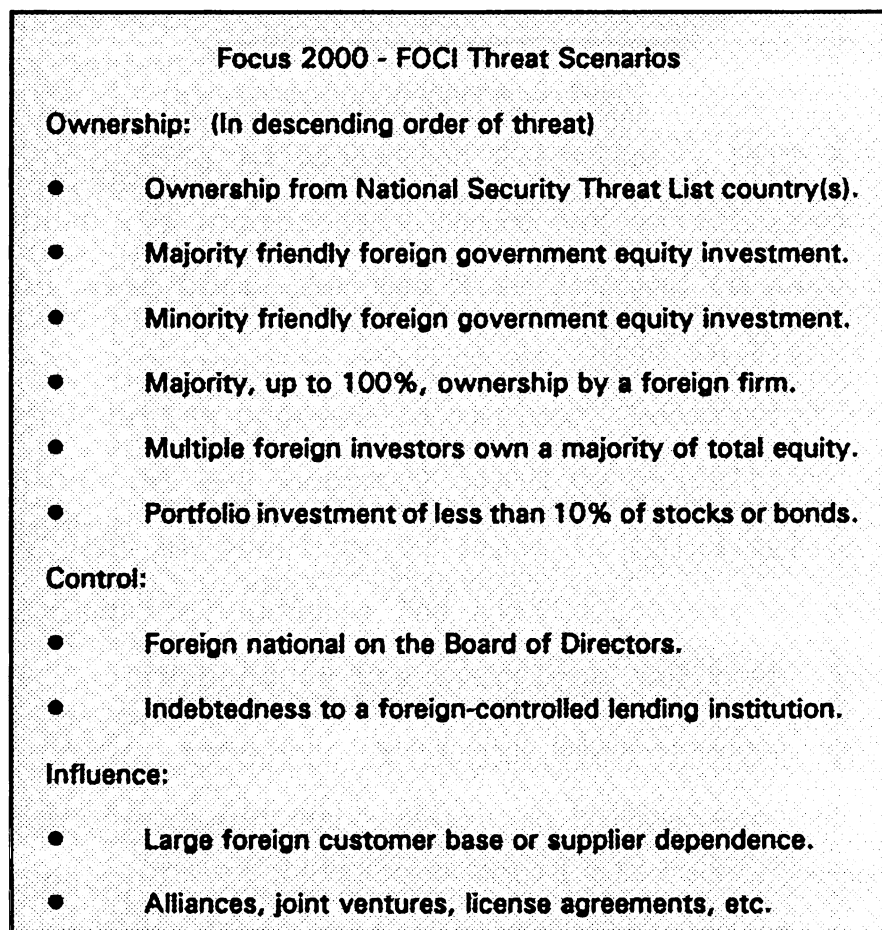 Focus 2000 - FOCI Threat Scenarios
Ownership: (In descending order of threat)
● Ownership from National Security Threat List country(s).
● Majority friendly foreign government equity investment.
● Minority friendly foreign government equity investment.
● Majority, up to 100%, ownership by a foreign firm.
● Multiple foreign investors own a majority of total equity.
● Portfolio investment of less than 10% of stocks or bonds.
Control:
● Foreign national on the Board of Directors.
● Indebtedness to a foreign-controlled lending institution.
Influence:
● Large foreign customer base or supplier dependence.
● Alliances, joint ventures, license agreements, etc.